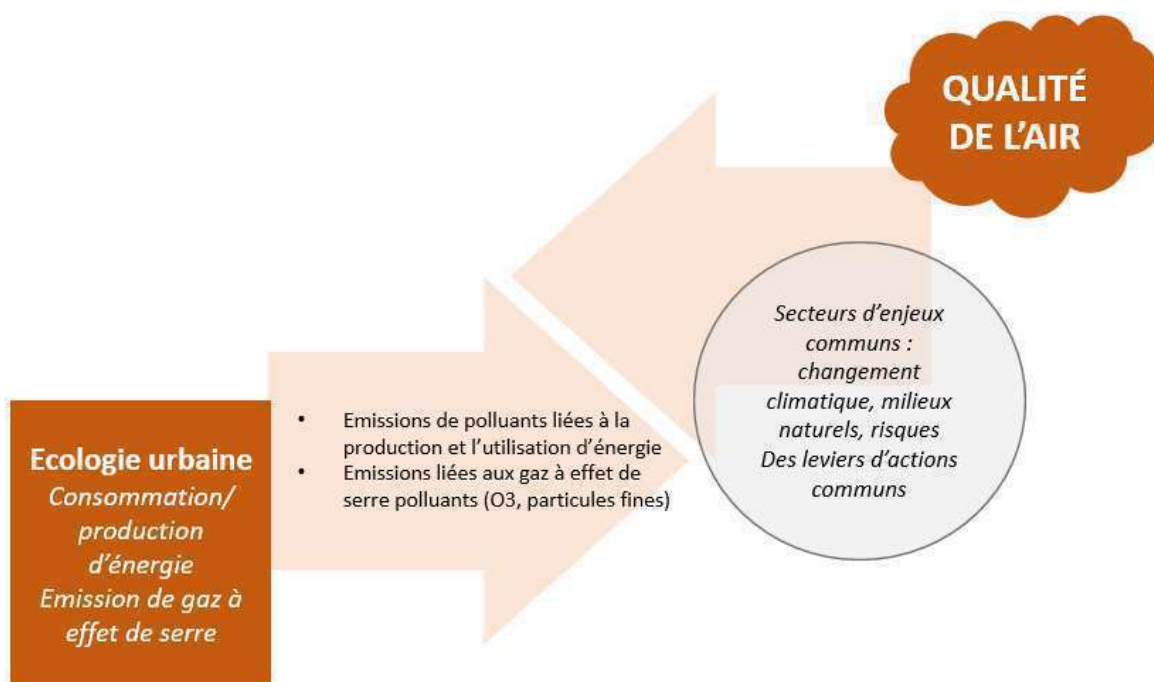 QUALITÉ
DE L'AIR
Secteurs d'enjeux
communs :
changement
climatique, milieux
naturels, risques
Des leviers d'actions
communs
• Emissions de polluants liées à la
production et l'utilisation d'énergie
• Emissions liées aux gaz à effet de
serre polluants (O3, particules fines)
Ecologie urbaine
Consommation/
production
d'énergie
Emission de gaz à
effet de serre